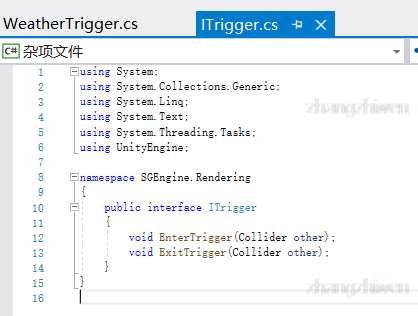 WeatherTrigger.cs
ITrigger.cs
C# 杂项文件
1 using System;
2 using System.Collections.Generic;
3 using System.Linq;
4 using System.Text;
5 using System.Threading.Tasks;
6 using UnityEngine;
7
8 namespace SGEngine.Rendering
9 {
10 public interface ITrigger
11 {
12 void EnterTrigger(Collider other);
13 void ExitTrigger(Collider other);
14 }
15 }
16
zhangzhiwen
zhangzhiwen